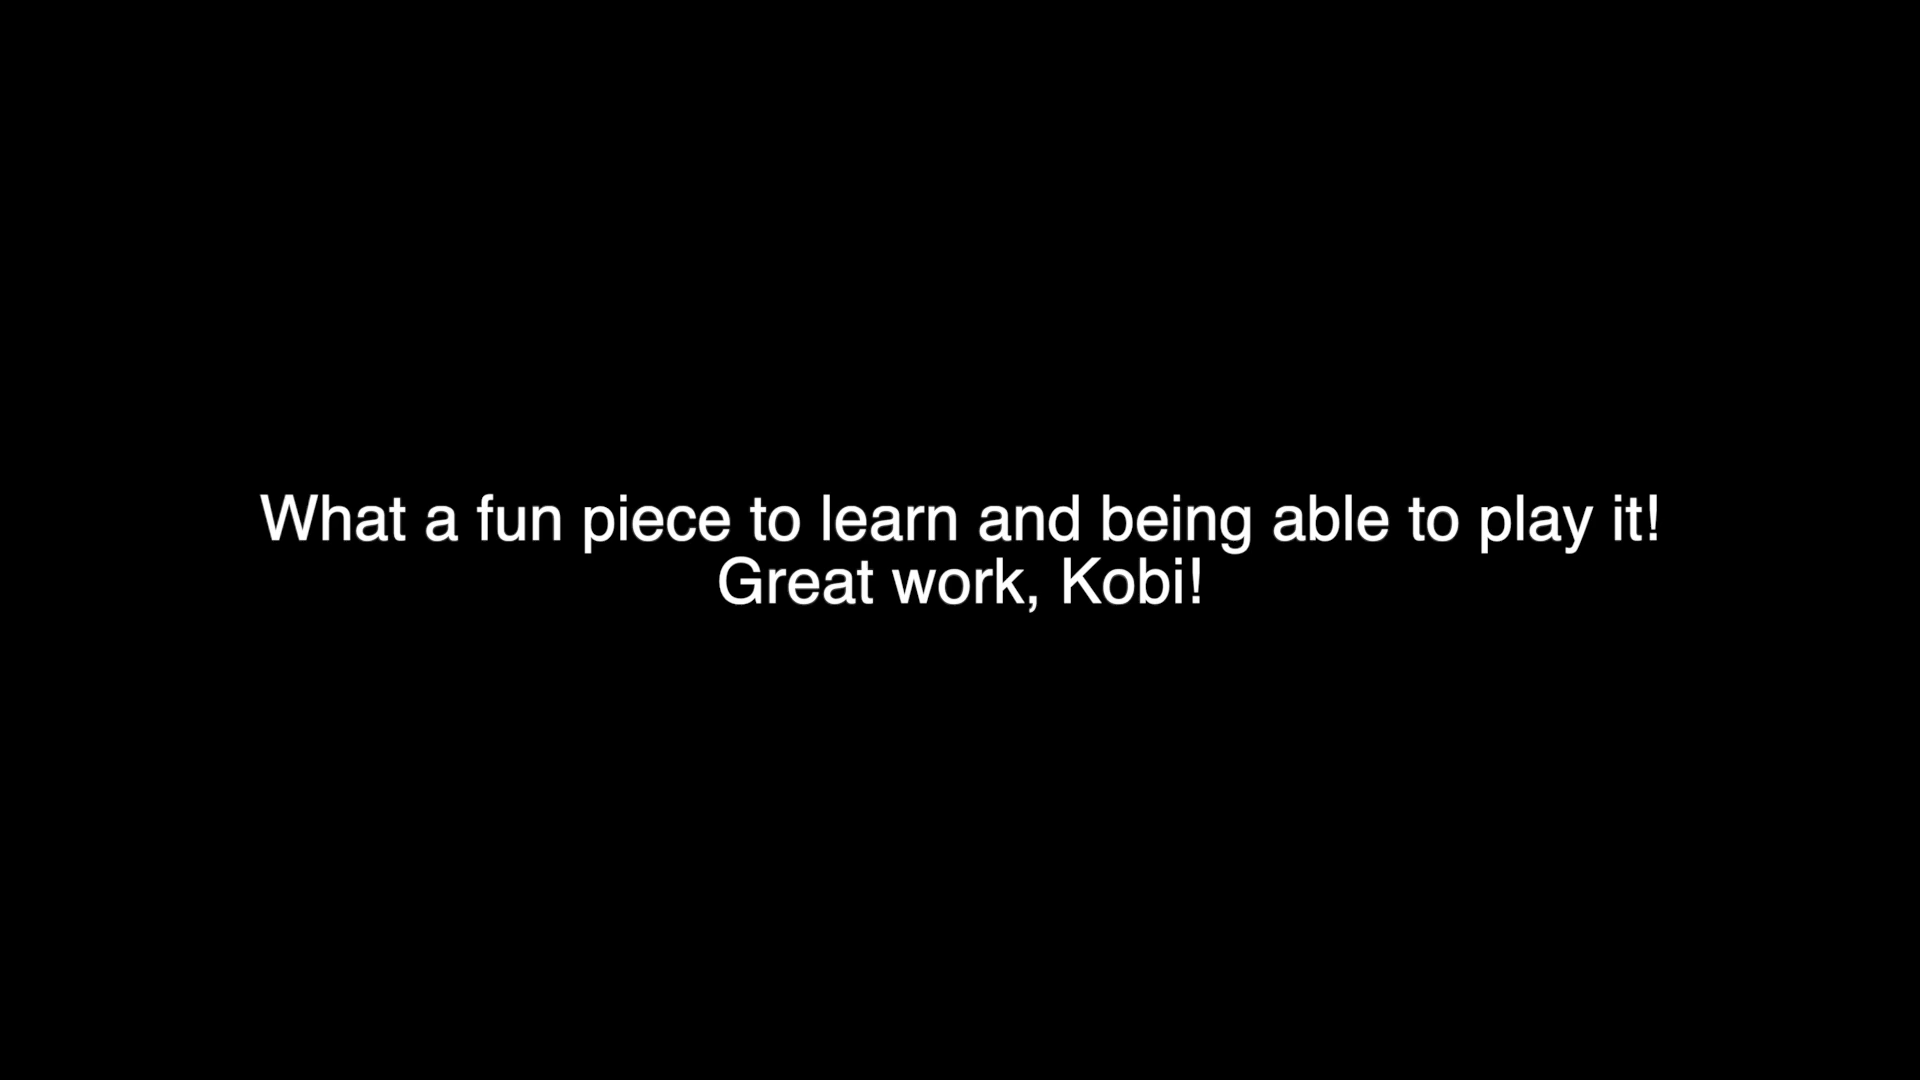 What a fun piece to learn and being able to play it!
Great work, Kobi!